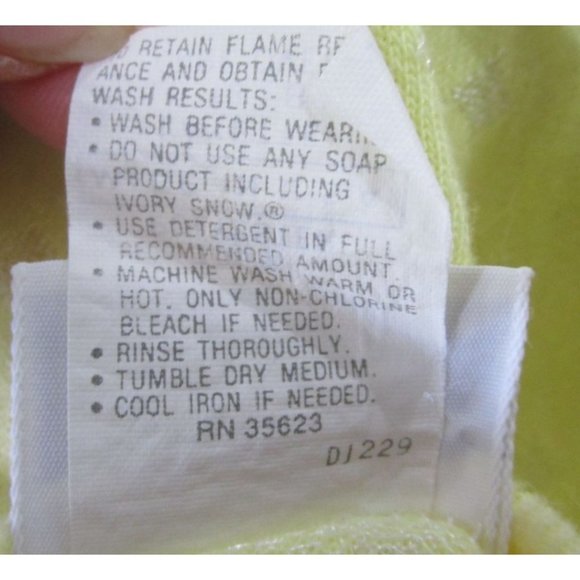 RETAIN FLAME
ANCE AND OBTAIN
WASH RESULTS:
• WASH BEFORE
• DO NOT USE ANY SOAP
PRODUCT INCLUDING
IVORY SNOW.®
• USE DETERGENT IN FULL
RECOMMENDED AMOUNT.
• MACHINE WASH WARM OR
HOT. ONLY NON-CHLORINE
BLEACH IF NEEDED.
• RINSE THOROUGHLY.
• TUMBLE DRY MEDIUM.
• COOL IRON IF NEEDED.
RN 35623
DJ229